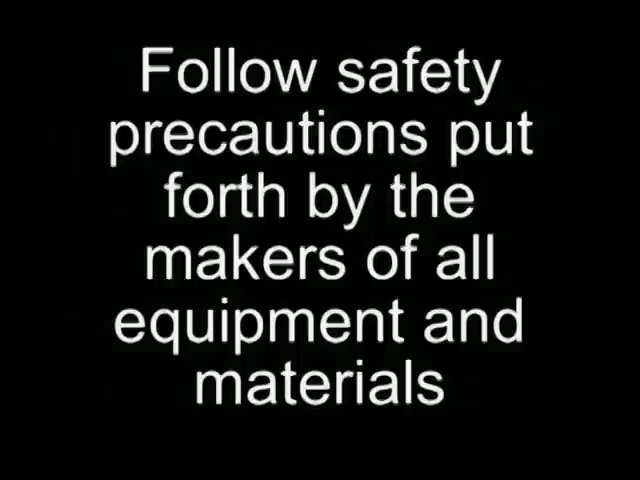 Follow safety
precautions put
forth by the
makers of all
equipment and
materials